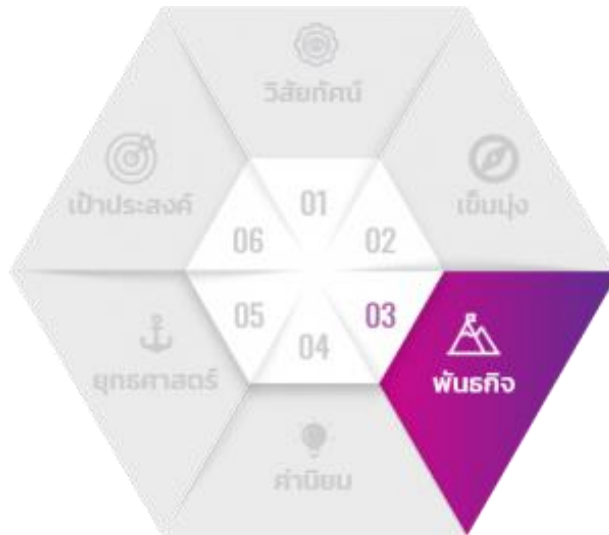 วิสัยทัศน์
01
เข็มมุ่ง
02
พันธกิจ
03
ค่านิยม
04
ยุทธศาสตร์
05
เป้าประสงค์
06